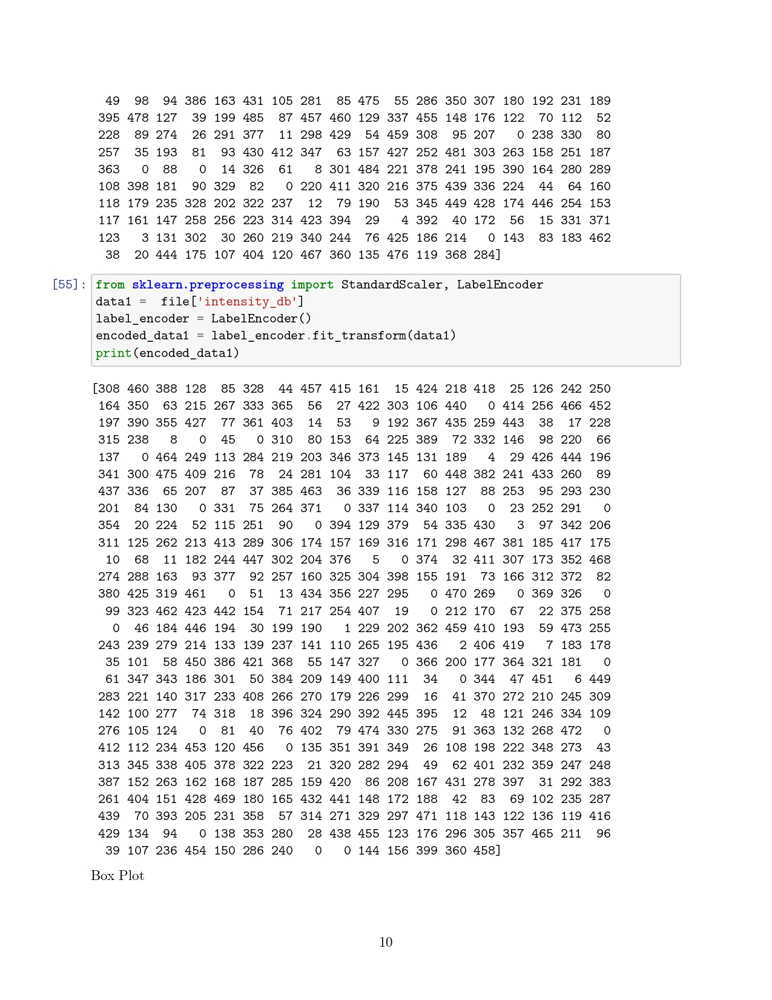 49 98 94 386 163 431 105 281 85 475 55 286 350 307 180 192 231 189
395 478 127 39 199 485 87 457 460 129 337 455 148 176 122 70 112 52
228 89 274 26 291 377 11 298 429 54 459 308 95 207 0 238 330 80
257 35 193 81 93 430 412 347 63 157 427 252 481 303 263 158 251 187
363 0 88 0 14 326 61 8 301 484 221 378 241 195 390 164 280 289
108 398 181 90 329 82 0 220 411 320 216 375 439 336 224 44 64 160
118 179 235 328 202 322 237 12 79 190 53 345 449 428 174 446 254 153
117 161 147 258 256 223 314 423 394 29 4 392 40 172 56 15 331 371
123 3 131 302 30 260 219 340 244 76 425 186 214 0 143 83 183 462
38 20 444 175 107 404 120 467 360 135 476 119 368 284]
[55]: from sklearn.preprocessing import StandardScaler, LabelEncoder
data1 = file['intensity_db']
label_encoder = LabelEncoder()
encoded_data1 = label_encoder.fit_transform(data1)
print(encoded_data1)
[308 460 388 128 85 328 44 457 415 161 15 424 218 418 25 126 242 250
164 350 63 215 267 333 365 56 27 422 303 106 440 0 414 256 466 452
197 390 355 427 77 361 403 14 53 9 192 367 435 259 443 38 17 228
315 238 8 0 45 0 310 80 153 64 225 389 72 332 146 98 220 66
137 0 464 249 113 284 219 203 346 373 145 131 189 4 29 426 444 196
341 300 475 409 216 78 24 281 104 33 117 60 448 382 241 433 260 89
437 336 65 207 87 37 385 463 36 339 116 158 127 88 253 95 293 230
201 84 130 0 331 75 264 371 0 337 114 340 103 0 23 252 291 0
354 20 224 52 115 251 90 0 394 129 379 54 335 430 3 97 342 206
311 125 262 213 413 289 306 174 157 169 316 171 298 467 381 185 417 175
10 68 11 182 244 447 302 204 376 5 0 374 32 411 307 173 352 468
274 288 163 93 377 92 257 160 325 304 398 155 191 73 166 312 372 82
380 425 319 461 0 51 13 434 356 227 295 0 470 269 0 369 326 0
99 323 462 423 442 154 71 217 254 407 19 0 212 170 67 22 375 258
0 46 184 446 194 30 199 190 1 229 202 362 459 410 193 59 473 255
243 239 279 214 133 139 237 141 110 265 195 436 2 406 419 7 183 178
35 101 58 450 386 421 368 55 147 327 0 366 200 177 364 321 181 0
61 347 343 186 301 50 384 209 149 400 111 34 0 344 47 451 6 449
283 221 140 317 233 408 266 270 179 226 299 16 41 370 272 210 245 309
142 100 277 74 318 18 396 324 290 392 445 395 12 48 121 246 334 109
276 105 124 0 81 40 76 402 79 474 330 275 91 363 132 268 472 0
412 112 234 453 120 456 0 135 351 391 349 26 108 198 222 348 273 43
313 345 338 405 378 322 223 21 320 282 294 49 62 401 232 359 247 248
387 152 263 162 168 187 285 159 420 86 208 167 431 278 397 31 292 383
261 404 151 428 469 180 165 432 441 148 172 188 42 83 69 102 235 287
439 70 393 205 231 358 57 314 271 329 297 471 118 143 122 136 119 416
429 134 94 0 138 353 280 28 438 455 123 176 296 305 357 465 211 96
39 107 236 454 150 286 240 0 0 144 156 399 360 458]
Box Plot
10